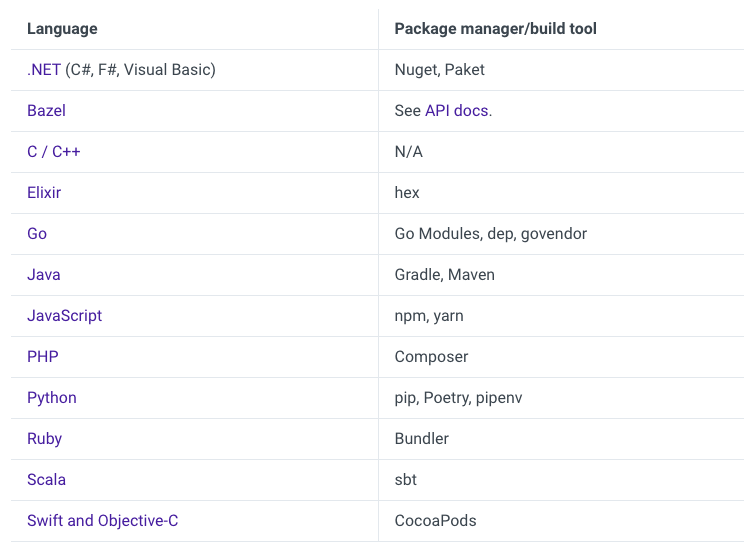 Language Package manager/build tool
.NET (C#, F#, Visual Basic) Nuget, Paket
Bazel See API docs.
C / C++ N/A
Elixir hex
Go Go Modules, dep, govendor
Java Gradle, Maven
JavaScript npm, yarn
PHP Composer
Python pip, Poetry, pipenv
Ruby Bundler
Scala sbt
Swift and Objective-C CocoaPods